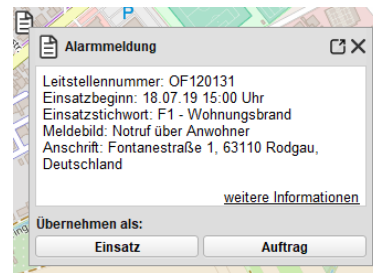 P
Alarmmeldung
Leitstellennummer: OF120131
Einsatzbeginn: 18.07.19 15:00 Uhr
Einsatzstichwort: F1 - Wohnungsbrand
Meldebild: Notruf über Anwohner
Anschrift: Fontanestraße 1, 63110 Rodgau,
Deutschland
weitere Informationen
Übernehmen als:
Einsatz
Auftrag